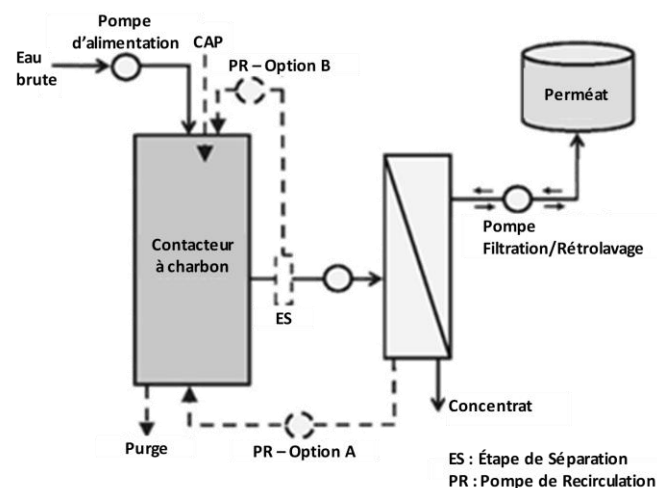 Pompe
d’alimentation
CAP
Eau
brute
PR – Option B
Perméat
Contacteur
à charbon
Pompe
Filtration/Rétrolavage
ES
Concentrat
Purge
PR – Option A
ES : Étape de Séparation
PR : Pompe de Recirculation